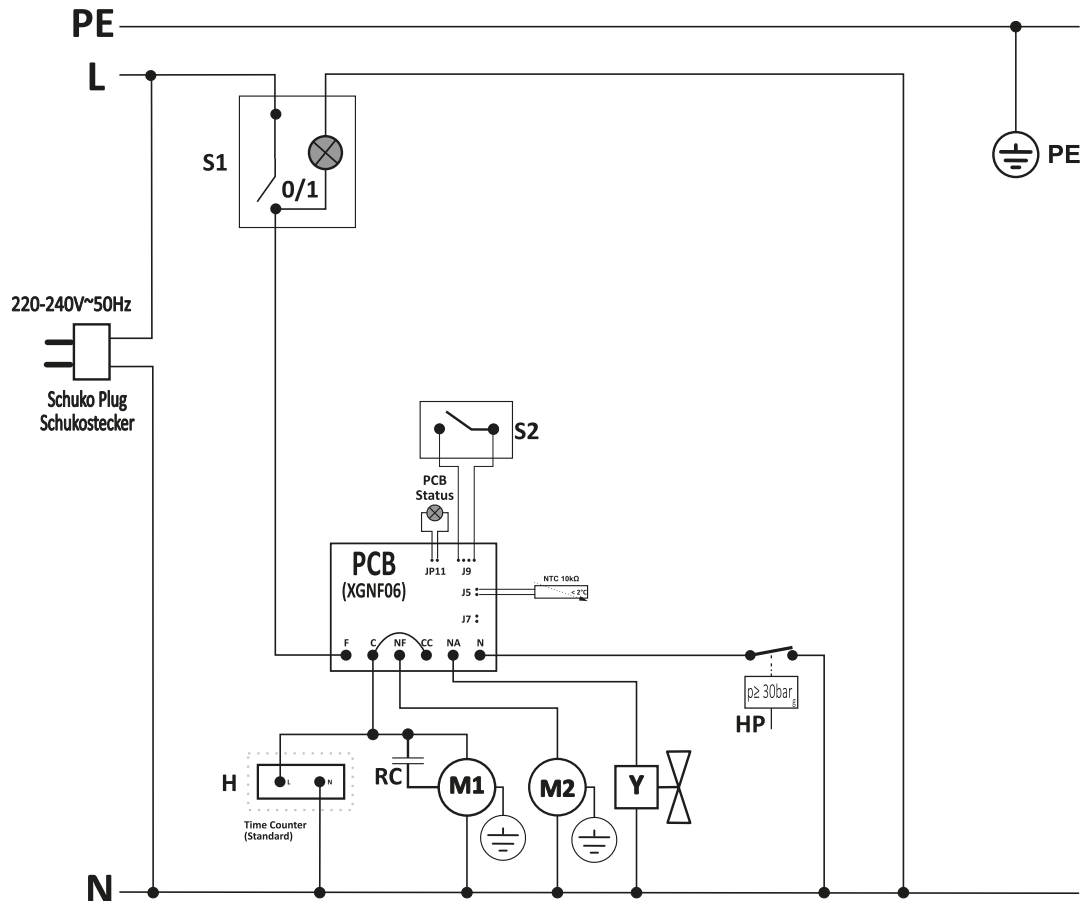 PE
L
S1
0/1
PE
220-240V~50Hz
Schuko Plug
Schukostecker
S2
PCB
Status
PCB
(XGNF06)
JP11 J9
NTC 10kΩ
J5
< 2°C
J7
F C NF CC NA N
p≥ 30bar
HP
H
L N
RC
M1
M2
Y
Time Counter
(Standard)
N